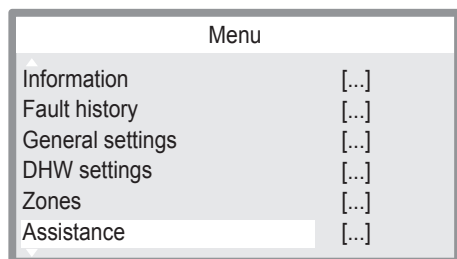 Menu
Information [...]
Fault history [...]
General settings [...]
DHW settings [...]
Zones [...]
Assistance [...]